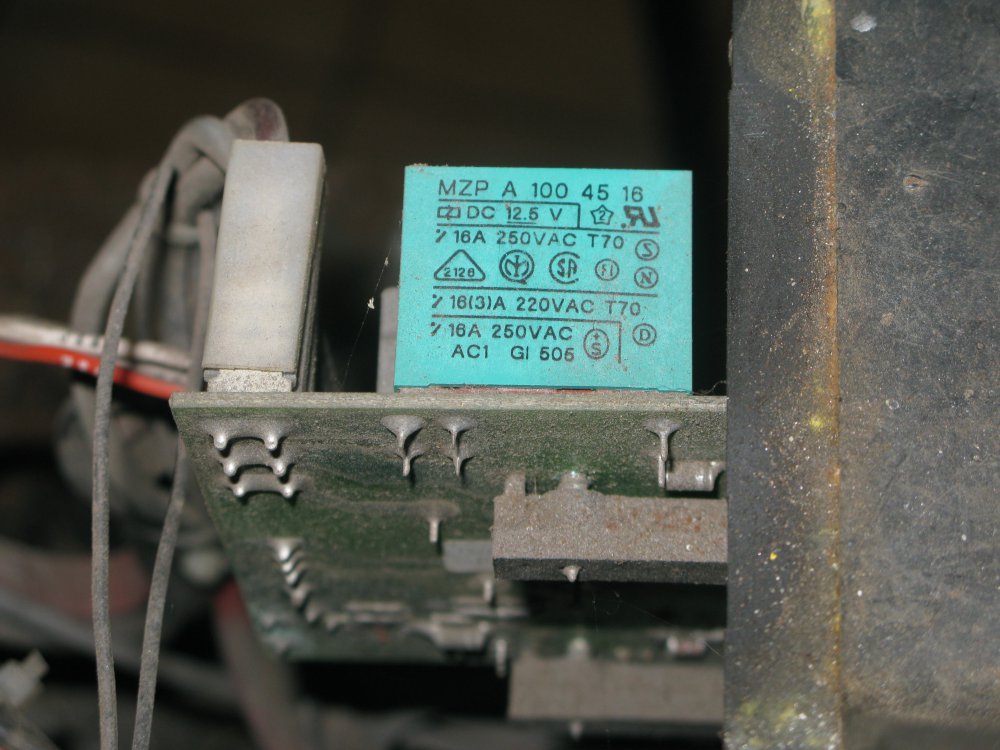 MZP A 100 45 16
DC 12.5 V 2
16A 250VAC T70
2126
16(3)A 220VAC T70
16A 250VAC
AC1 GI 505 S D